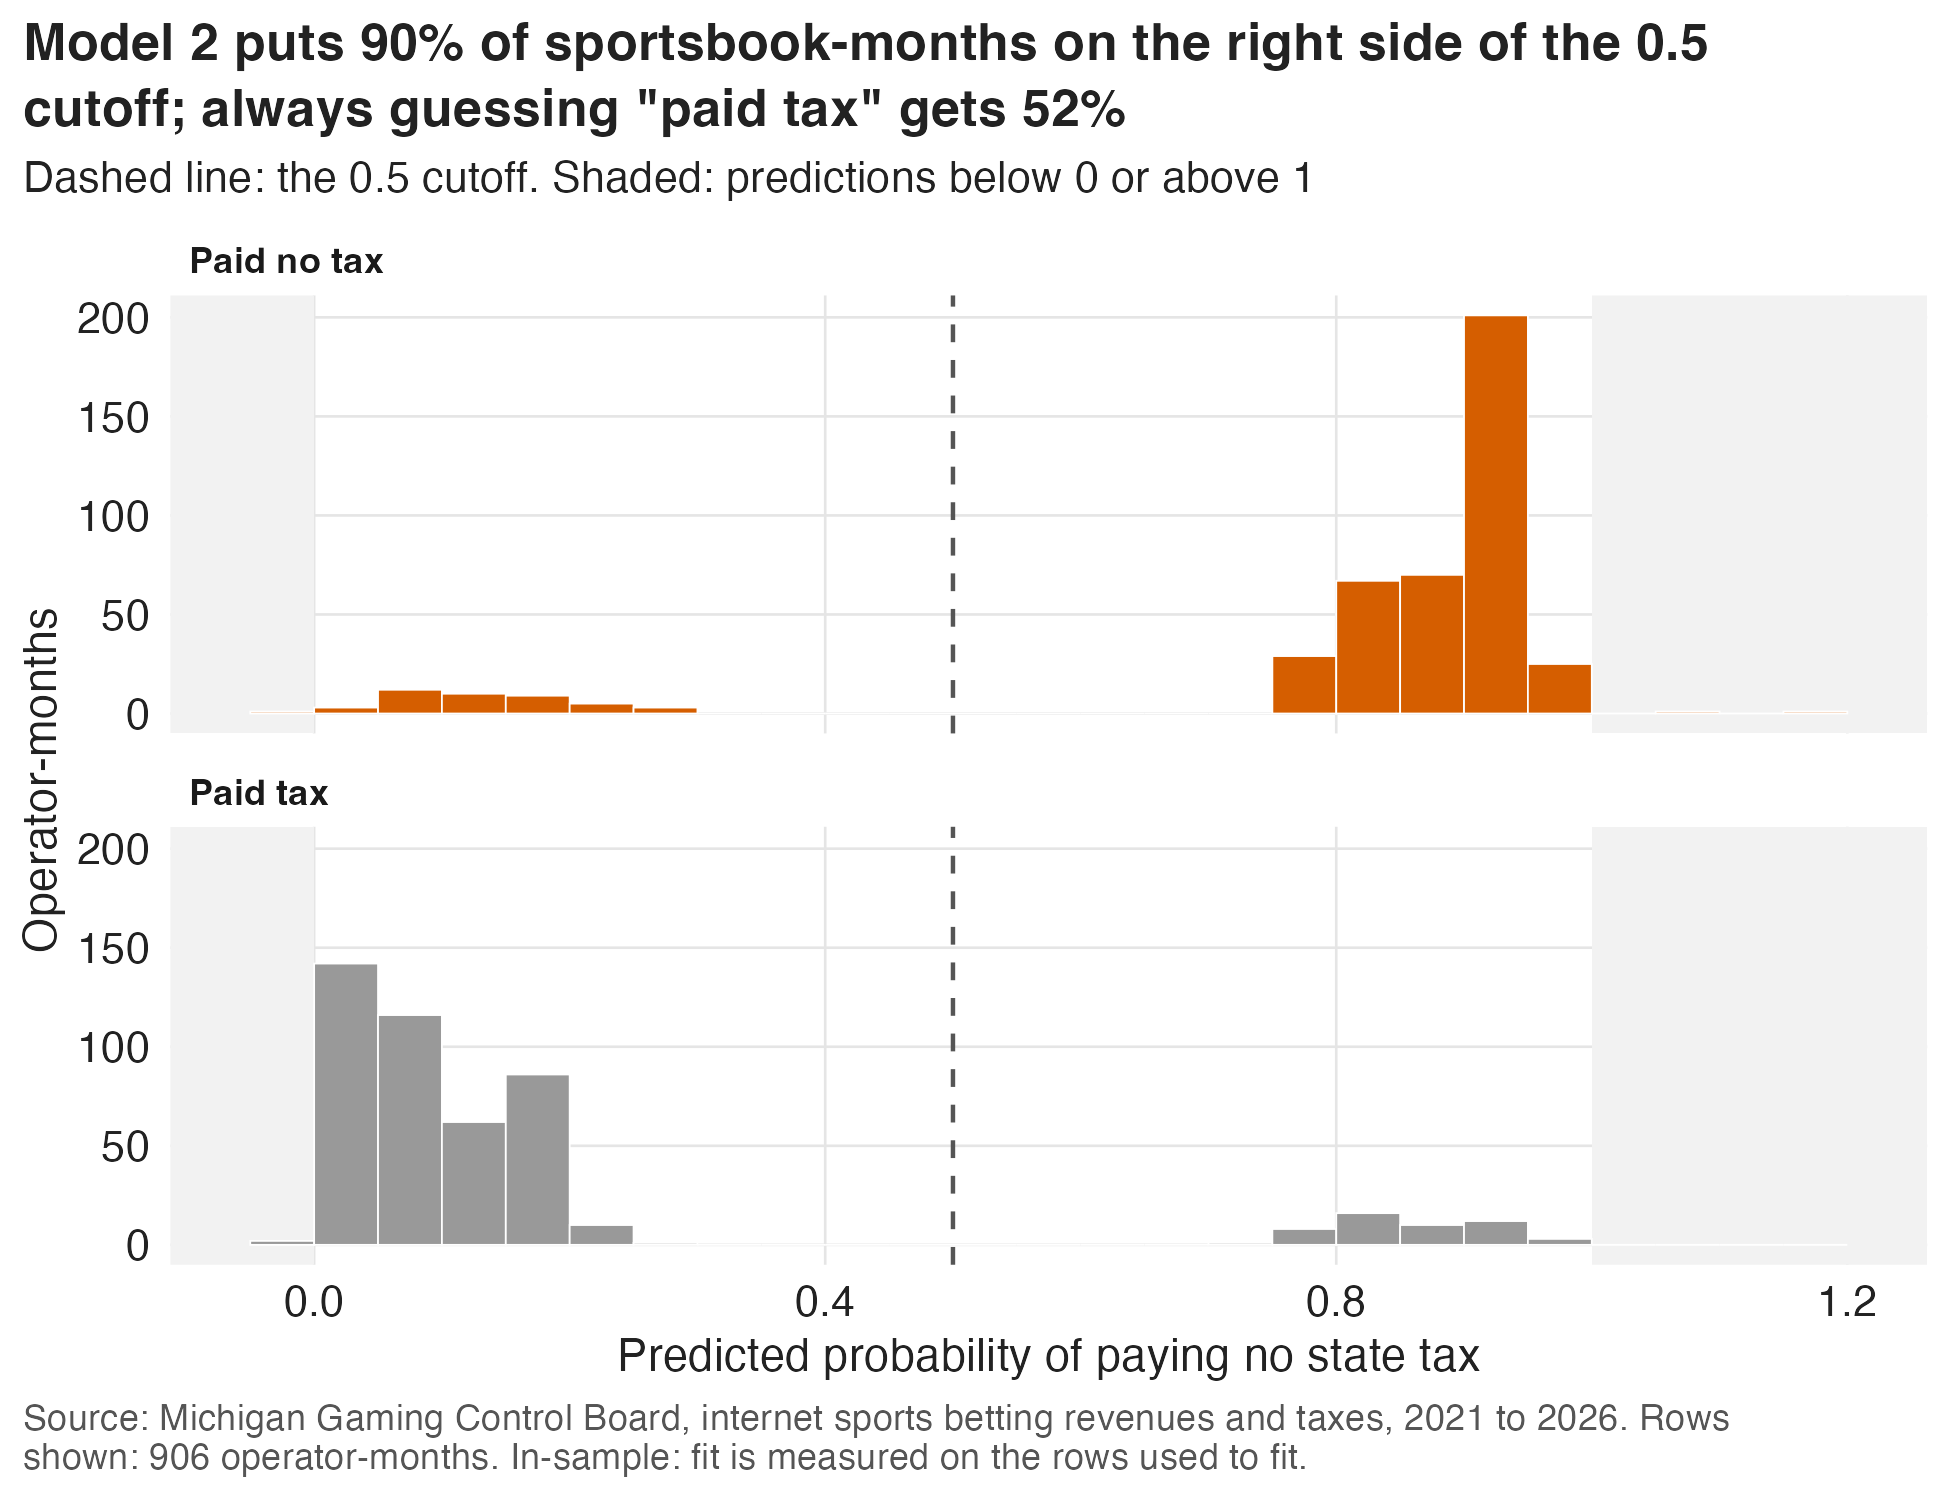 Model 2 puts 90% of sportsbook-months on the right side of the 0.5
cutoff; always guessing "paid tax" gets 52%
Dashed line: the 0.5 cutoff. Shaded: predictions below 0 or above 1
Paid no tax
200
150
100
50
0
Operator-months
Paid tax
200
150
100
50
0
0.0 0.4 0.8 1.2
Predicted probability of paying no state tax
Source: Michigan Gaming Control Board, internet sports betting revenues and taxes, 2021 to 2026. Rows
shown: 906 operator-months. In-sample: fit is measured on the rows used to fit.